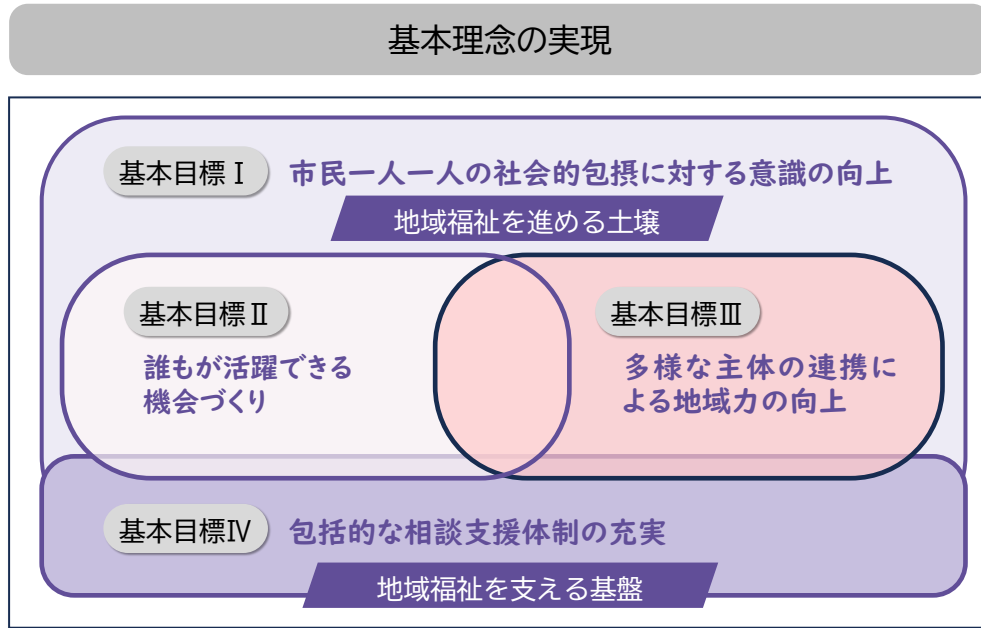 基本理念の実現
基本目標Ⅰ
市民一人一人の社会的包摂に対する意識の向上
地域福祉を進める土壌
基本目標Ⅱ
誰もが活躍できる
機会づくり
基本目標Ⅲ
多様な主体の連携に
よる地域力の向上
基本目標Ⅳ
包括的な相談支援体制の充実
地域福祉を支える基盤